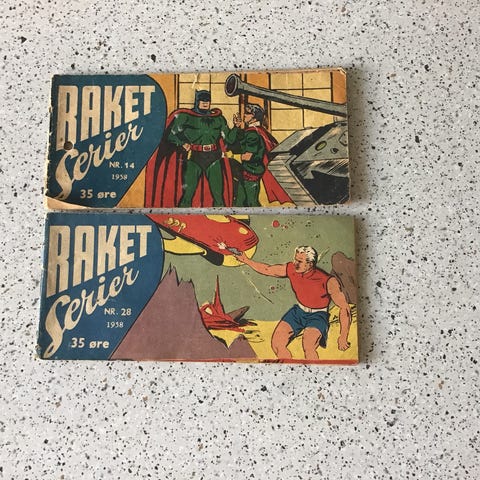 RAKET
Serier
NR. 14
1958
35 øre
RAKET
Serier
NR. 28
1958
35 øre